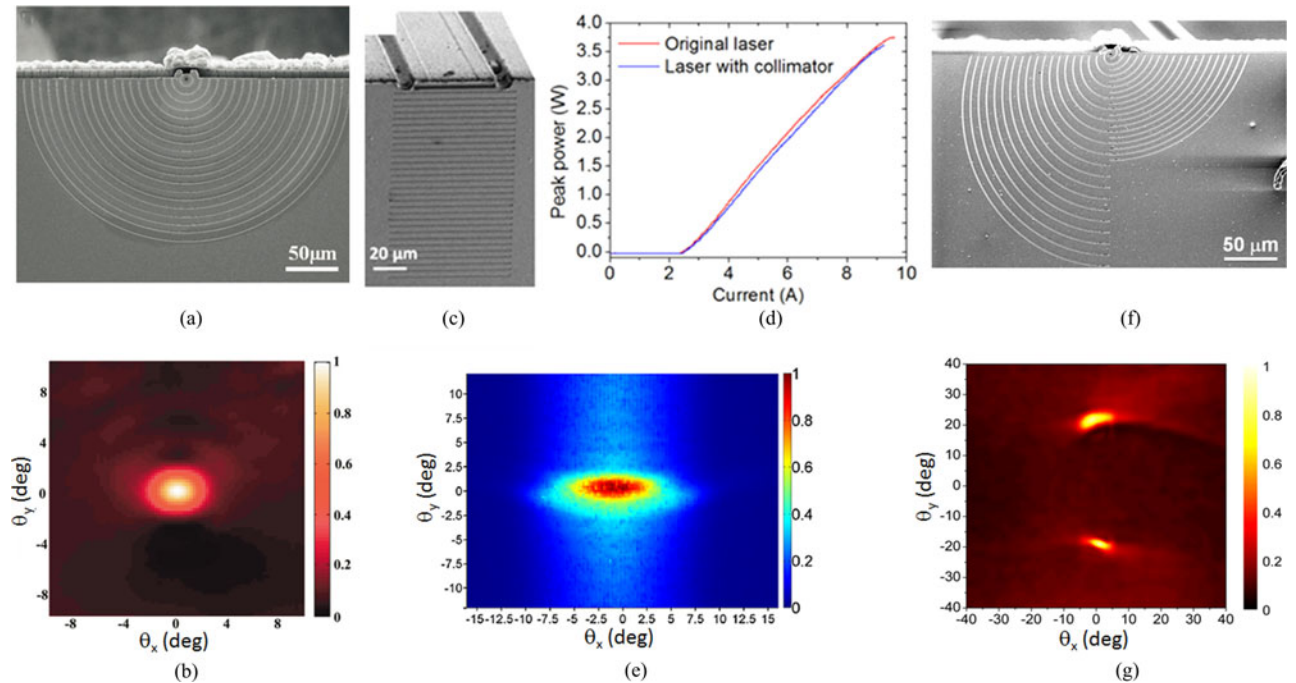 50μm
(a)
20 μm
(c)
4.0
3.5
3.0
2.5
2.0
1.5
1.0
0.5
0.0
Peak power (W)
Original laser
Laser with collimator
0 2 4 6 8 10
Current (A)
(d)
50 μm
(f)
8
4
0
-4
-8
θy (deg)
-8 -4 0 4 8
θx (deg)
1
0.8
0.6
0.4
0.2
0
(b)
10
7.5
5
2.5
0
-2.5
-5
-7.5
-10
θy (deg)
-15 -12.5 -10 -7.5 -5 -2.5 0 2.5 5 7.5 10 12.5 15
θx (deg)
1
0.8
0.6
0.4
0.2
0
(e)
40
30
20
10
0
-10
-20
-30
-40
θy (deg)
-40 -30 -20 -10 0 10 20 30 40
θx (deg)
1
0.8
0.6
0.4
0.2
0
(g)